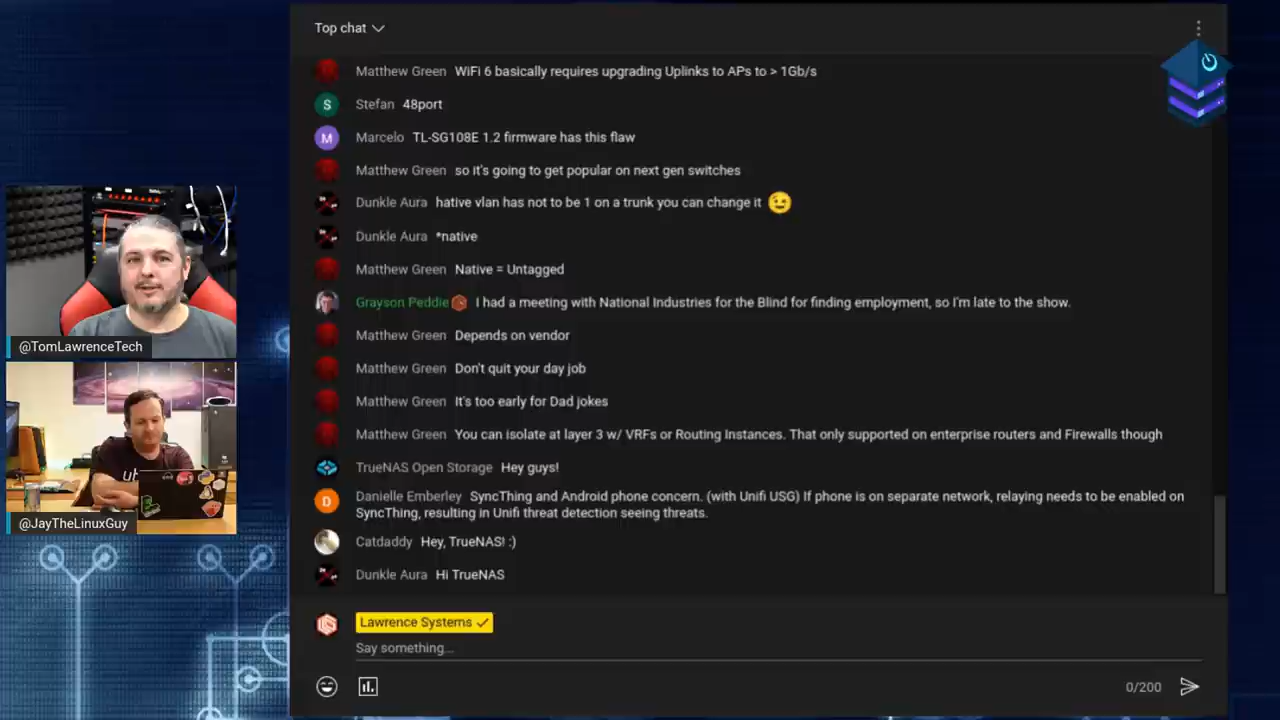 Top chat
Matthew Green WiFi 6 basically requires upgrading Uplinks to APs to > 1Gb/s
S Stefan 48port
M Marcelo TL-SG108E 1.2 firmware has this flaw
Matthew Green so it's going to get popular on next gen switches
Dunkle Aura hative vlan has not to be 1 on a trunk you can change it 😉
Dunkle Aura *native
Matthew Green Native = Untagged
Grayson Peddie I had a meeting with National Industries for the Blind for finding employment, so I'm late to the show.
Matthew Green Depends on vendor
@TomLawrenceTech
Matthew Green Don't quit your day job
Matthew Green It's too early for Dad jokes
Matthew Green You can isolate at layer 3 w/ VRFs or Routing Instances. That only supported on enterprise routers and Firewalls though
TrueNAS Open Storage Hey guys!
D Danielle Emberley SyncThing and Android phone concern. (with Unifi USG) If phone is on separate network, relaying needs to be enabled on
SyncThing, resulting in Unifi threat detection seeing threats.
@JayTheLinuxGuy
Catdaddy Hey, TrueNAS! :)
Dunkle Aura Hi TrueNAS
Lawrence Systems
Say something...
0/200